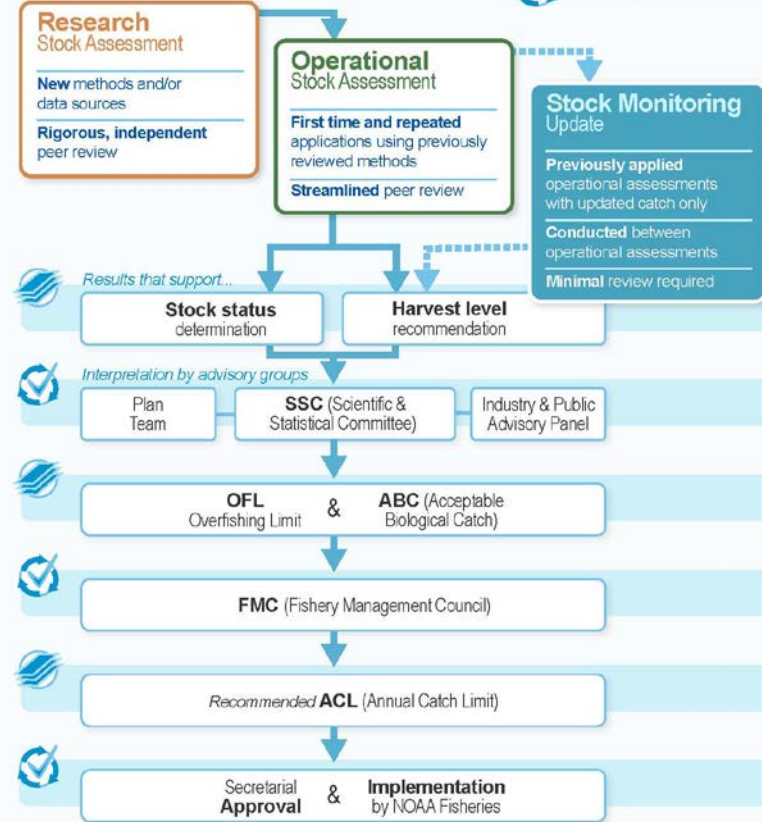 Research
Stock Assessment
New methods and/or
data sources
Rigorous, independent
peer review
Operational
Stock Assessment
First time and repeated
applications using previously
reviewed methods
Streamlined peer review
Stock Monitoring
Update
Previously applied
operational assessments
with updated catch only
Conducted between
operational assessments
Minimal review required
Results that support...
Stock status
determination
Harvest level
recommendation
Interpretation by advisory groups
Plan
Team
SSC (Scientific &
Statistical Committee)
Industry & Public
Advisory Panel
OFL
Overfishing Limit
&
ABC (Acceptable
Biological Catch)
FMC (Fishery Management Council)
Recommended ACL (Annual Catch Limit)
Secretarial
Approval
&
Implementation
by NOAA Fisheries